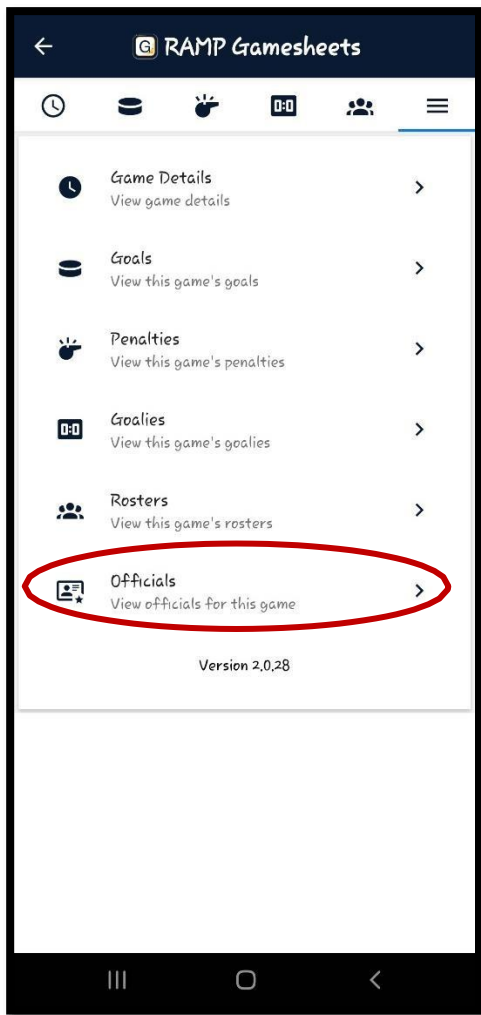 G RAMP Gamesheets
0:0
Game Details
View game details
Goals
View this game's goals
Penalties
View this game's penalties
0:0
Goalies
View this game's goalies
Rosters
View this game's rosters
Officials
View officials for this game
Version 2.0.28